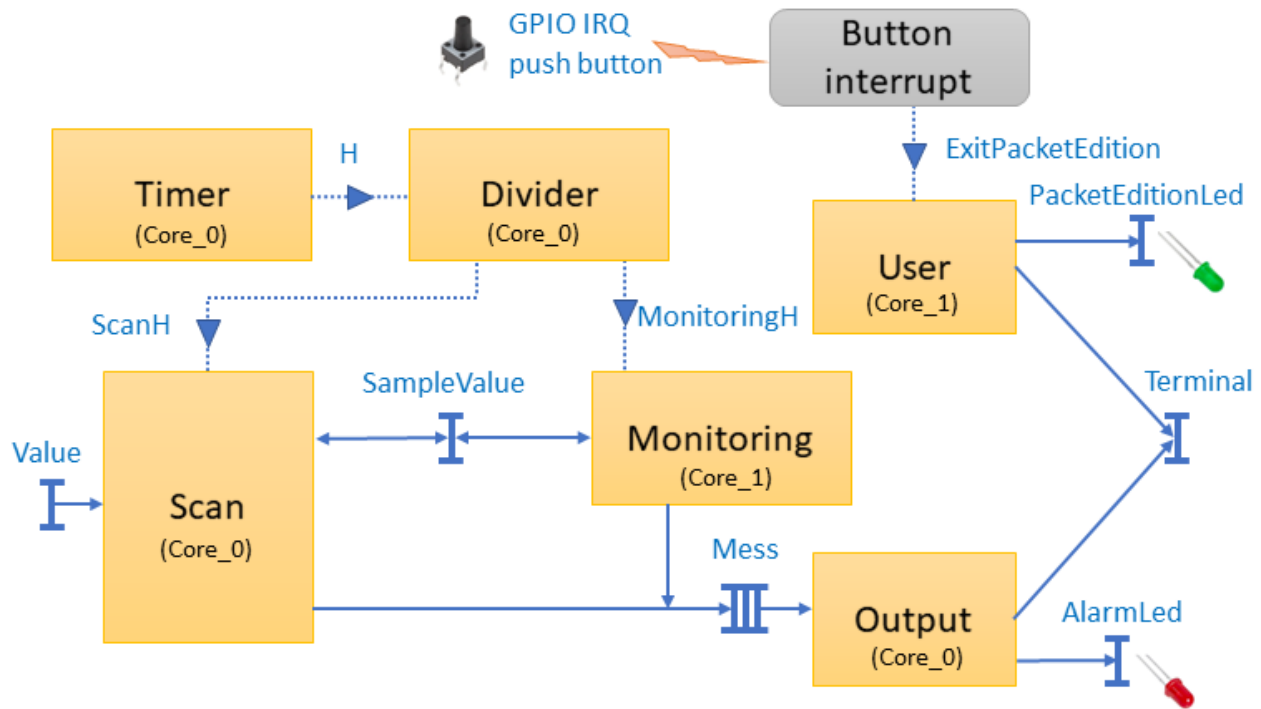 GPIO IRQ
push button
Button
interrupt
ExitPacketEdition
Timer
(Core_0)
H
Divider
(Core_0)
PacketEditionLed
User
(Core_1)
ScanH
MonitoringH
SampleValue
Terminal
Value
Scan
(Core_0)
Monitoring
(Core_1)
Mess
Output
(Core_0)
AlarmLed